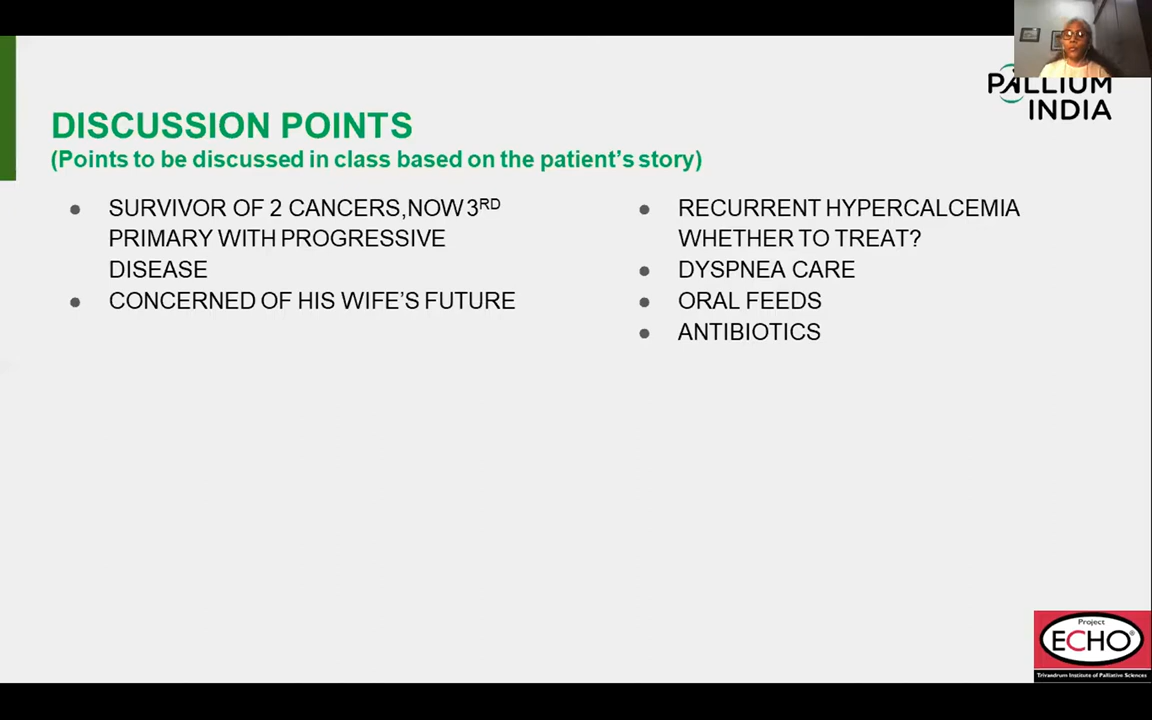 PALLIUM
INDIA
DISCUSSION POINTS
(Points to be discussed in class based on the patient’s story)
● SURVIVOR OF 2 CANCERS,NOW 3RD
PRIMARY WITH PROGRESSIVE
DISEASE
● CONCERNED OF HIS WIFE’S FUTURE
● RECURRENT HYPERCALCEMIA
WHETHER TO TREAT?
● DYSPNEA CARE
● ORAL FEEDS
● ANTIBIOTICS
Project
ECHO®
Trivandrum Institute of Palliative Sciences